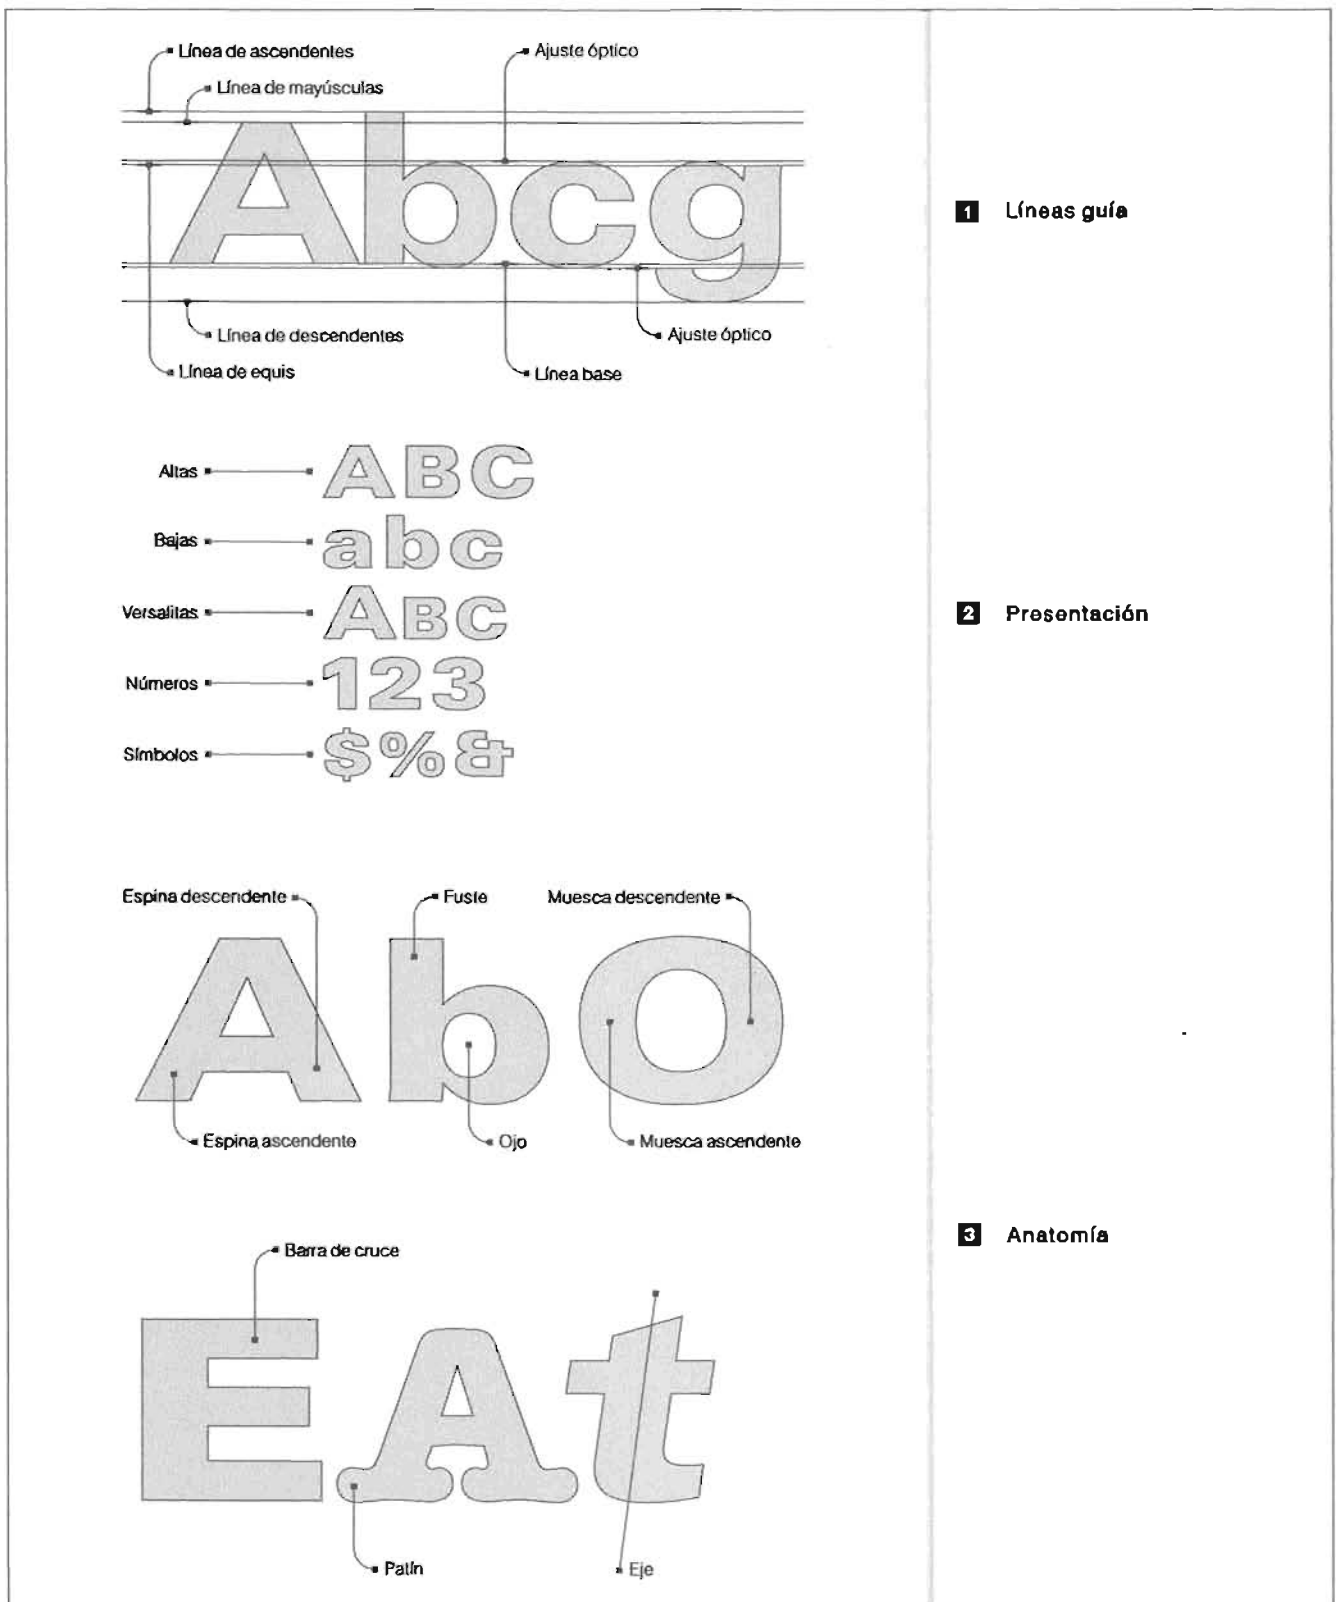 Línea de ascendentes
Ajuste óptico
Línea de mayúsculas
Abcg
Línea de descendentes
Ajuste óptico
Línea de equis
Línea base
1 Líneas guía
Altas ABC
Bajas abc
Versalitas ABC
Números 123
Símbolos $%&
2 Presentación
Espina descendente
Fuste
Muesca descendente
AbO
Espina ascendente
Ojo
Muesca ascendente
3 Anatomía
Barra de cruce
EAt
Patín
Eje